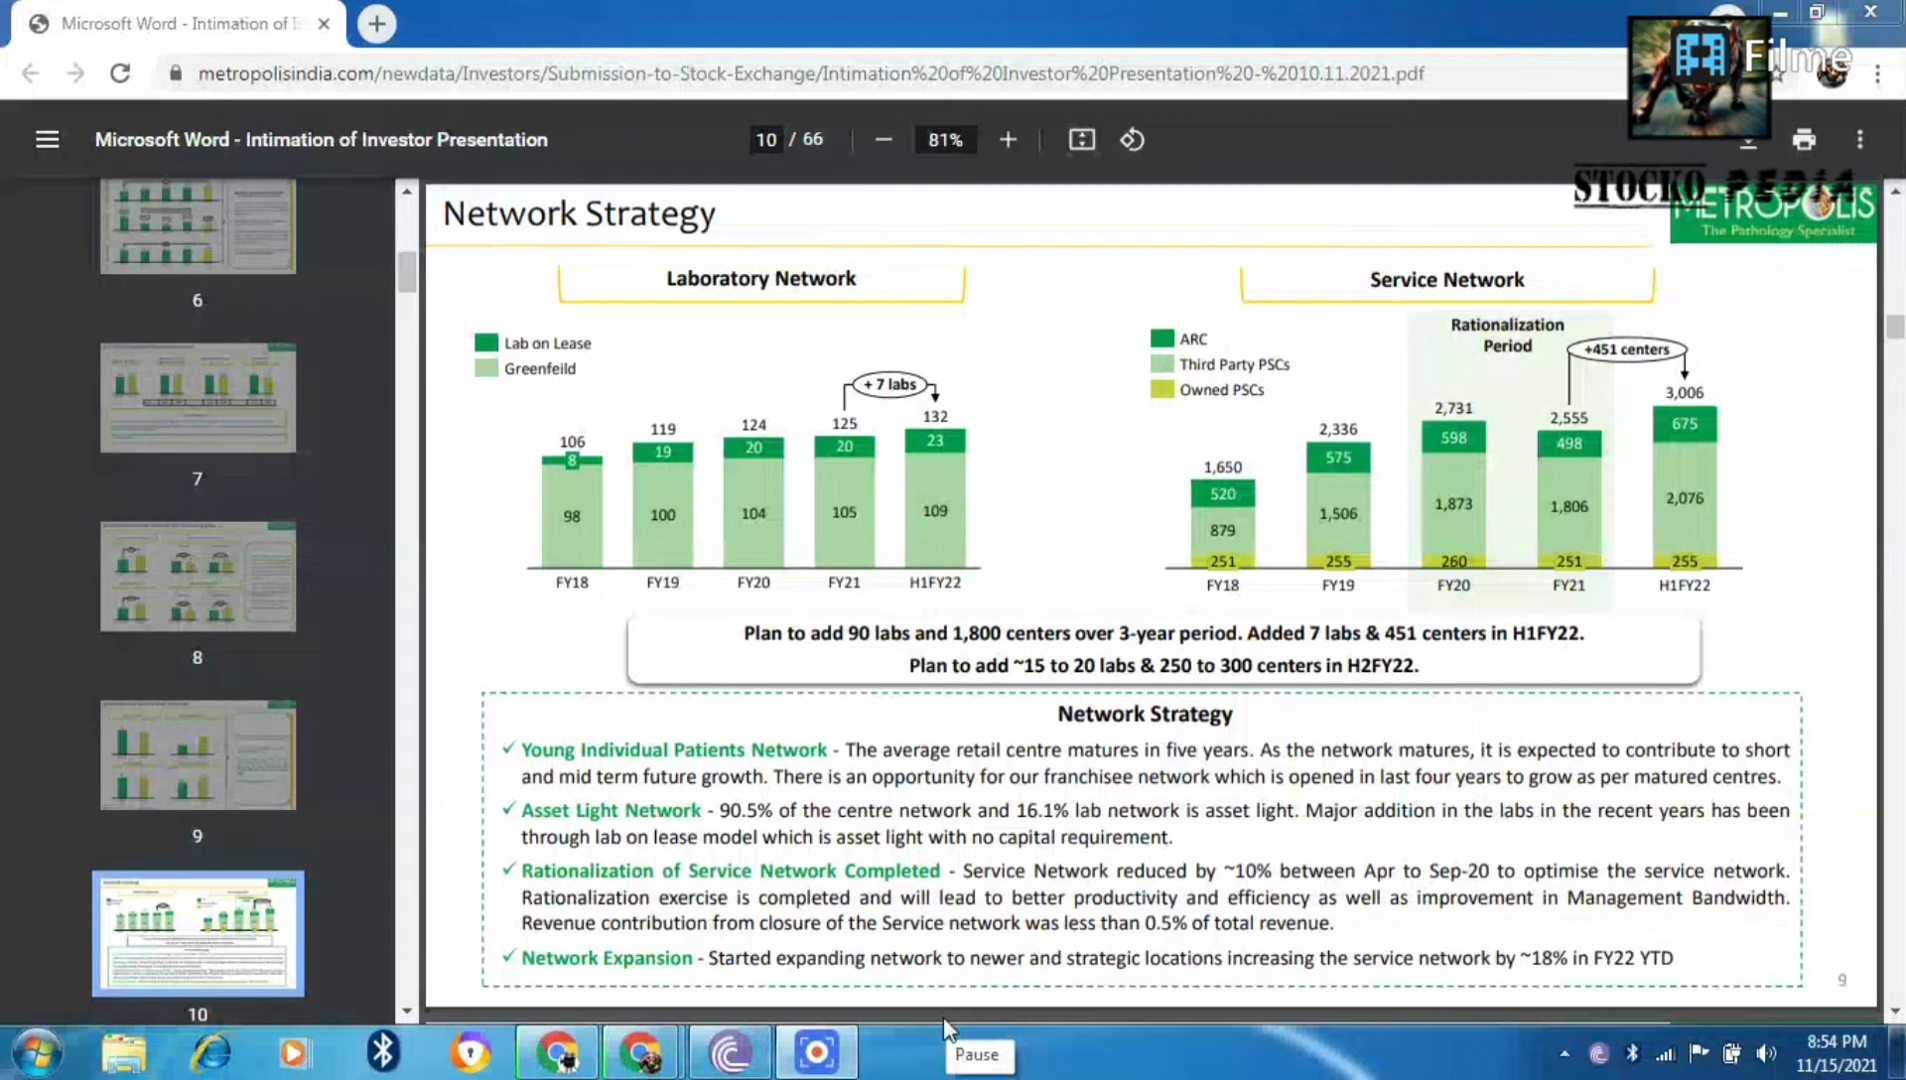 Microsoft Word - Intimation of I
Filme
metropolisindia.com/newdata/Investors/Submission-to-Stock-Exchange/Intimation%20of%20Investor%20Presentation%20-%2010.11.2021.pdf
Microsoft Word - Intimation of Investor Presentation
10 / 66
81%
STOCKO PEDIA
METROPOLIS
The Pathology Specialist
6
7
8
9
10
Network Strategy
Laboratory Network
Lab on Lease
Greenfeild
+ 7 labs
106 119 124 125 132
8 19 20 20 23
98 100 104 105 109
FY18 FY19 FY20 FY21 H1FY22
Service Network
ARC
Third Party PSCs
Owned PSCs
Rationalization
Period
+451 centers
1,650 2,336 2,731 2,555 3,006
520 575 598 498 675
879 1,506 1,873 1,806 2,076
251 255 260 251 255
FY18 FY19 FY20 FY21 H1FY22
Plan to add 90 labs and 1,800 centers over 3-year period. Added 7 labs & 451 centers in H1FY22.
Plan to add ~15 to 20 labs & 250 to 300 centers in H2FY22.
Network Strategy
✓ Young Individual Patients Network - The average retail centre matures in five years. As the network matures, it is expected to contribute to short
and mid term future growth. There is an opportunity for our franchisee network which is opened in last four years to grow as per matured centres.
✓ Asset Light Network - 90.5% of the centre network and 16.1% lab network is asset light. Major addition in the labs in the recent years has been
through lab on lease model which is asset light with no capital requirement.
✓ Rationalization of Service Network Completed - Service Network reduced by ~10% between Apr to Sep-20 to optimise the service network.
Rationalization exercise is completed and will lead to better productivity and efficiency as well as improvement in Management Bandwidth.
Revenue contribution from closure of the Service network was less than 0.5% of total revenue.
✓ Network Expansion - Started expanding network to newer and strategic locations increasing the service network by ~18% in FY22 YTD
9
Pause
8:54 PM
11/15/2021